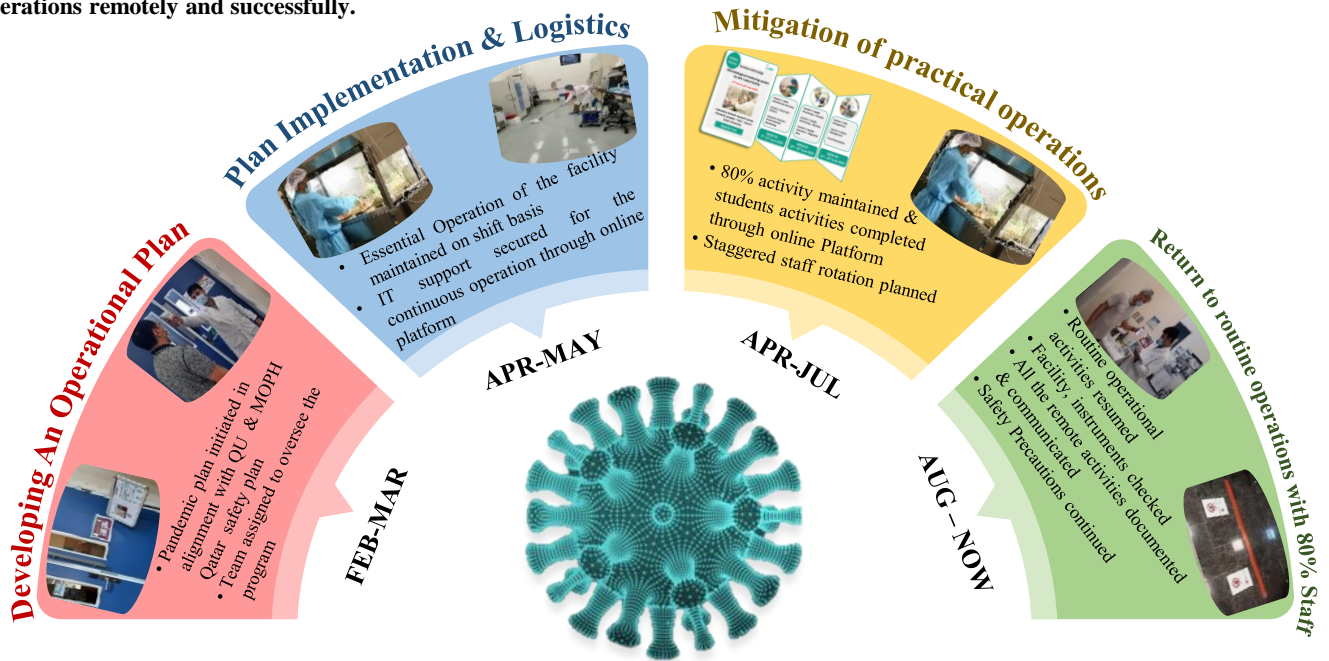 erations remotely and successfully.
Developing An Operational Plan
• Pandemic plan initiated in
alignment with QU & MOPH
Qatar safety plan
• Team assigned to oversee the
program
FEB-MAR
Plan Implementation & Logistics
• Essential Operation of the facility
maintained on shift basis
• IT support secured for the
continuous operation through online
platform
APR-MAY
Mitigation of practical operations
• 80% activity maintained &
students activities completed
through online Platform
• Staggered staff rotation planned
APR-JUL
Return to routine operations with 80% Staff
• Routine operational
activities resumed
• Facility, instruments checked
• All the remote activities documented
& communicated
• Safety Precautions continued
AUG – NOW